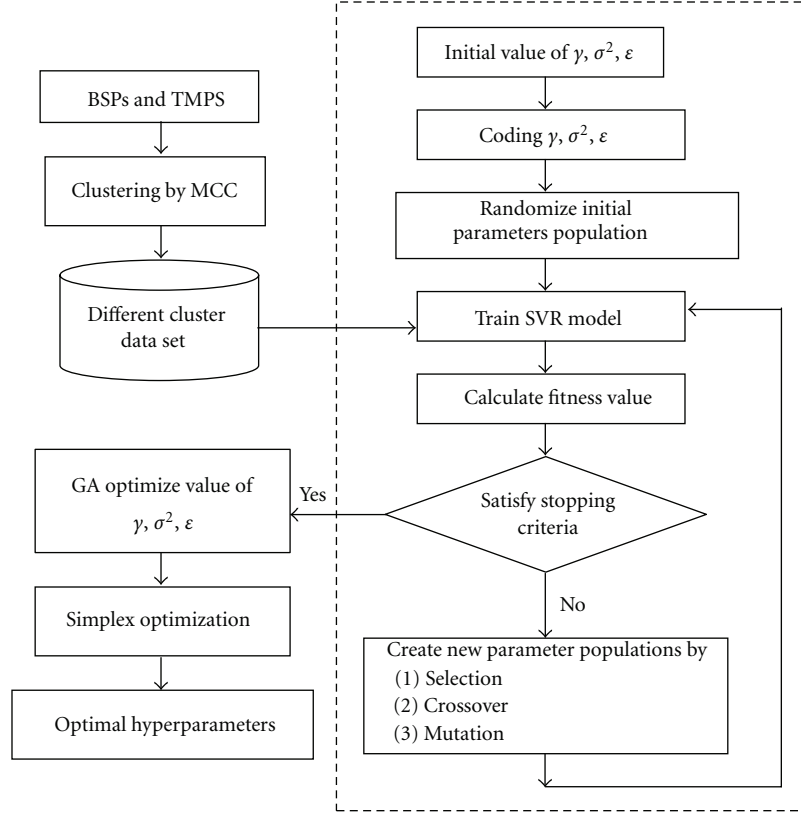 BSPs and TMPS
Clustering by MCC
Different cluster
data set
Initial value of γ, σ², ε
Coding γ, σ², ε
Randomize initial
parameters population
Train SVR model
Calculate fitness value
Satisfy stopping
criteria
Yes
No
GA optimize value of
γ, σ², ε
Simplex optimization
Optimal hyperparameters
Create new parameter populations by
(1) Selection
(2) Crossover
(3) Mutation